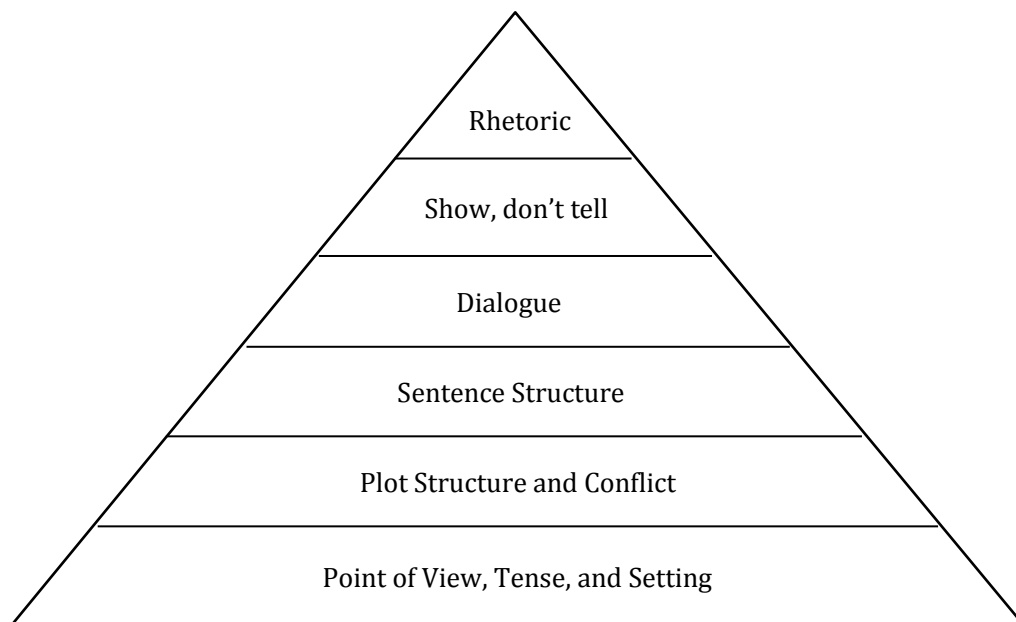 Rhetoric
Show, don’t tell
Dialogue
Sentence Structure
Plot Structure and Conflict
Point of View, Tense, and Setting